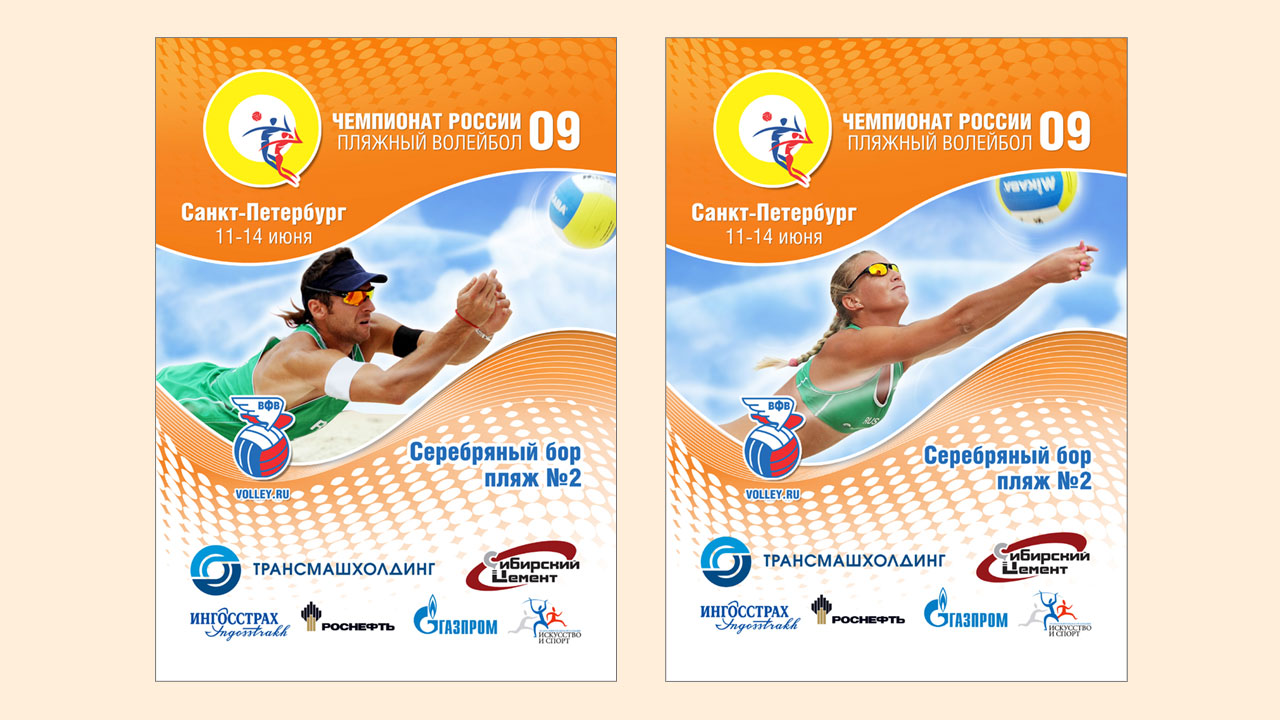 ЧЕМПИОНАТ РОССИИ
ПЛЯЖНЫЙ ВОЛЕЙБОЛ
09
Санкт-Петербург
11-14 июня
ВФВ
VOLLEY.RU
Серебряный бор
пляж №2
ТРАНСМАШХОЛДИНГ
Сибирский
Цемент
ИНГОССТРАХ
Ingosstrakh
РОСНЕФТЬ
ГАЗПРОМ
ИСКУССТВО
И СПОРТ
ЧЕМПИОНАТ РОССИИ
ПЛЯЖНЫЙ ВОЛЕЙБОЛ
09
MIKASA
Санкт-Петербург
11-14 июня
RUS
ВФВ
VOLLEY.RU
Серебряный бор
пляж №2
ТРАНСМАШХОЛДИНГ
Сибирский
Цемент
ИНГОССТРАХ
Ingosstrakh
РОСНЕФТЬ
ГАЗПРОМ
ИСКУССТВО
И СПОРТ